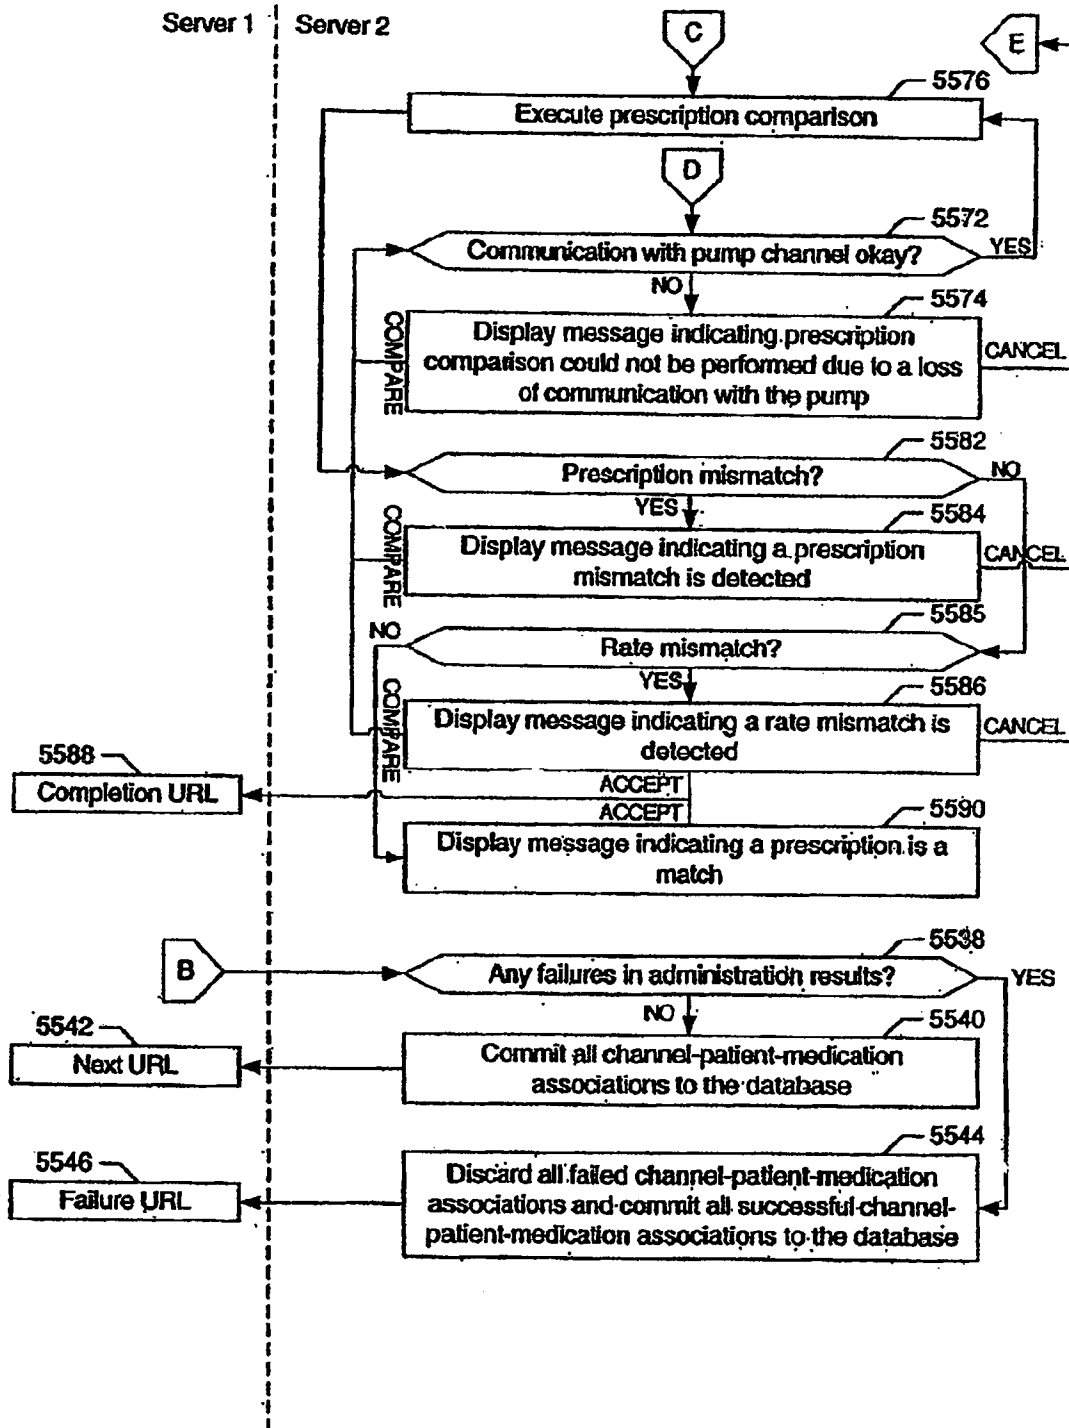 Server 1
Server 2
C
E
5576
Execute prescription comparison
D
5572
Communication with pump channel okay?
YES
NO
5574
COMPARE
Display message indicating prescription
comparison could not be performed due to a loss
of communication with the pump
CANCEL
5582
Prescription mismatch?
NO
YES
5584
COMPARE
Display message indicating a prescription
mismatch is detected
CANCEL
5585
NO
Rate mismatch?
YES
5586
COMPARE
Display message indicating a rate mismatch is
detected
CANCEL
5588
Completion URL
ACCEPT
ACCEPT
5590
Display message indicating a prescription is a
match
5538
B
Any failures in administration results?
YES
NO
5542
5540
Next URL
Commit all channel-patient-medication
associations to the database
5544
5546
Failure URL
Discard all failed channel-patient-medication
associations and commit all successful channel-
patient-medication associations to the database